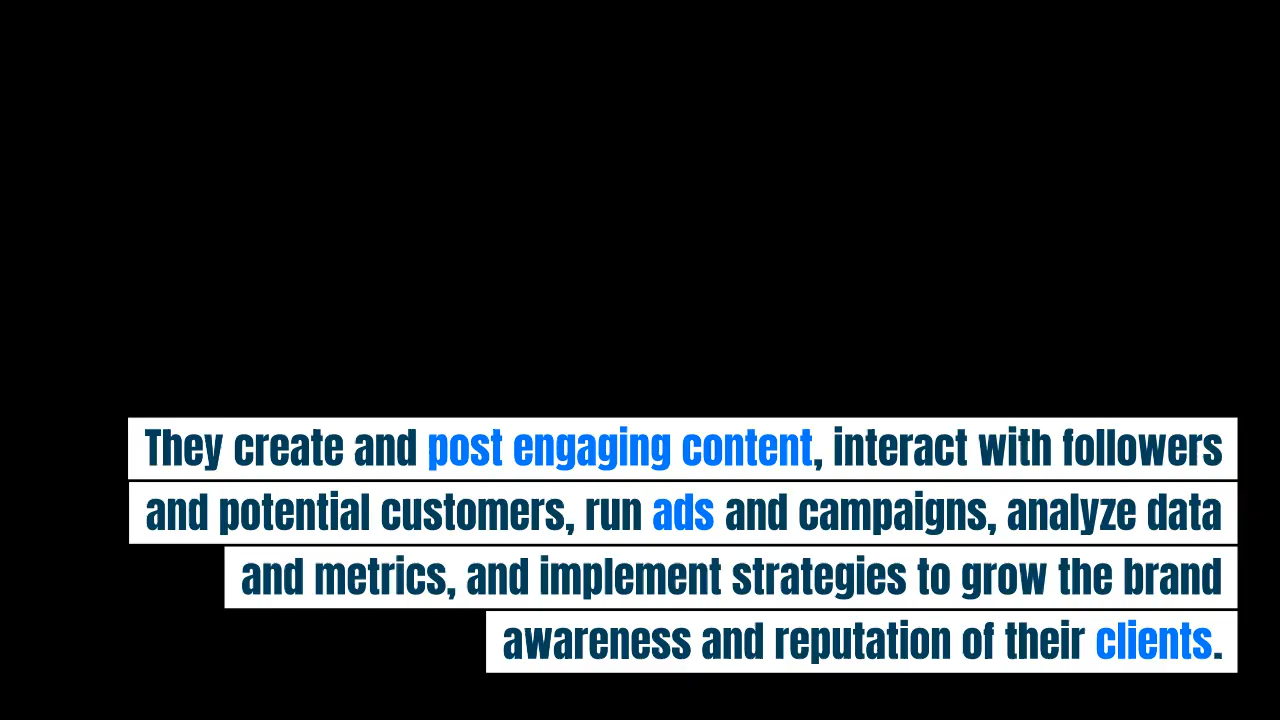 They create and post engaging content, interact with followers
and potential customers, run ads and campaigns, analyze data
and metrics, and implement strategies to grow the brand
awareness and reputation of their clients.